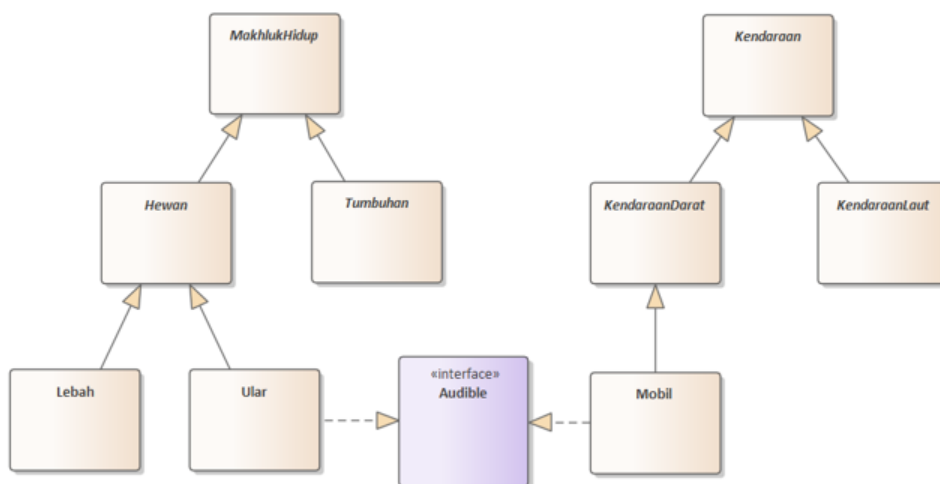 MakhlukHidup
Kendaraan
Hewan
Tumbuhan
KendaraanDarat
KendaraanLaut
Lebah
Ular
«interface»
Audible
Mobil